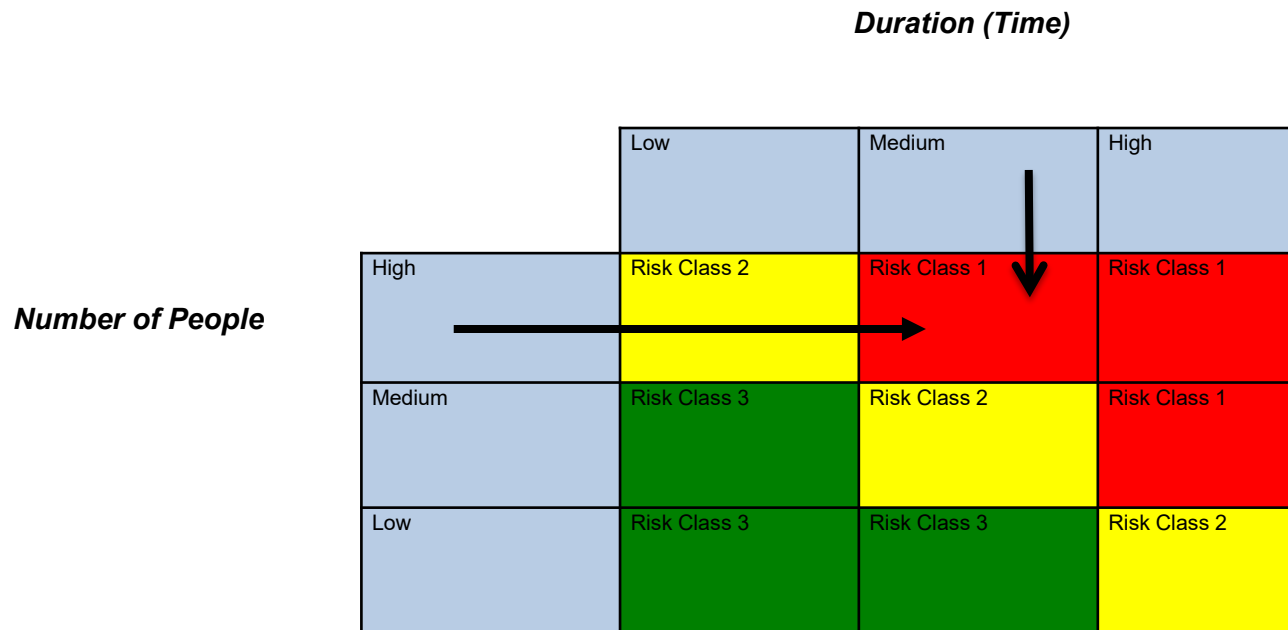 Duration (Time)
Low
Medium
High
High
Risk Class 2
Risk Class 1
Risk Class 1
Number of People
Medium
Risk Class 3
Risk Class 2
Risk Class 1
Low
Risk Class 3
Risk Class 3
Risk Class 2